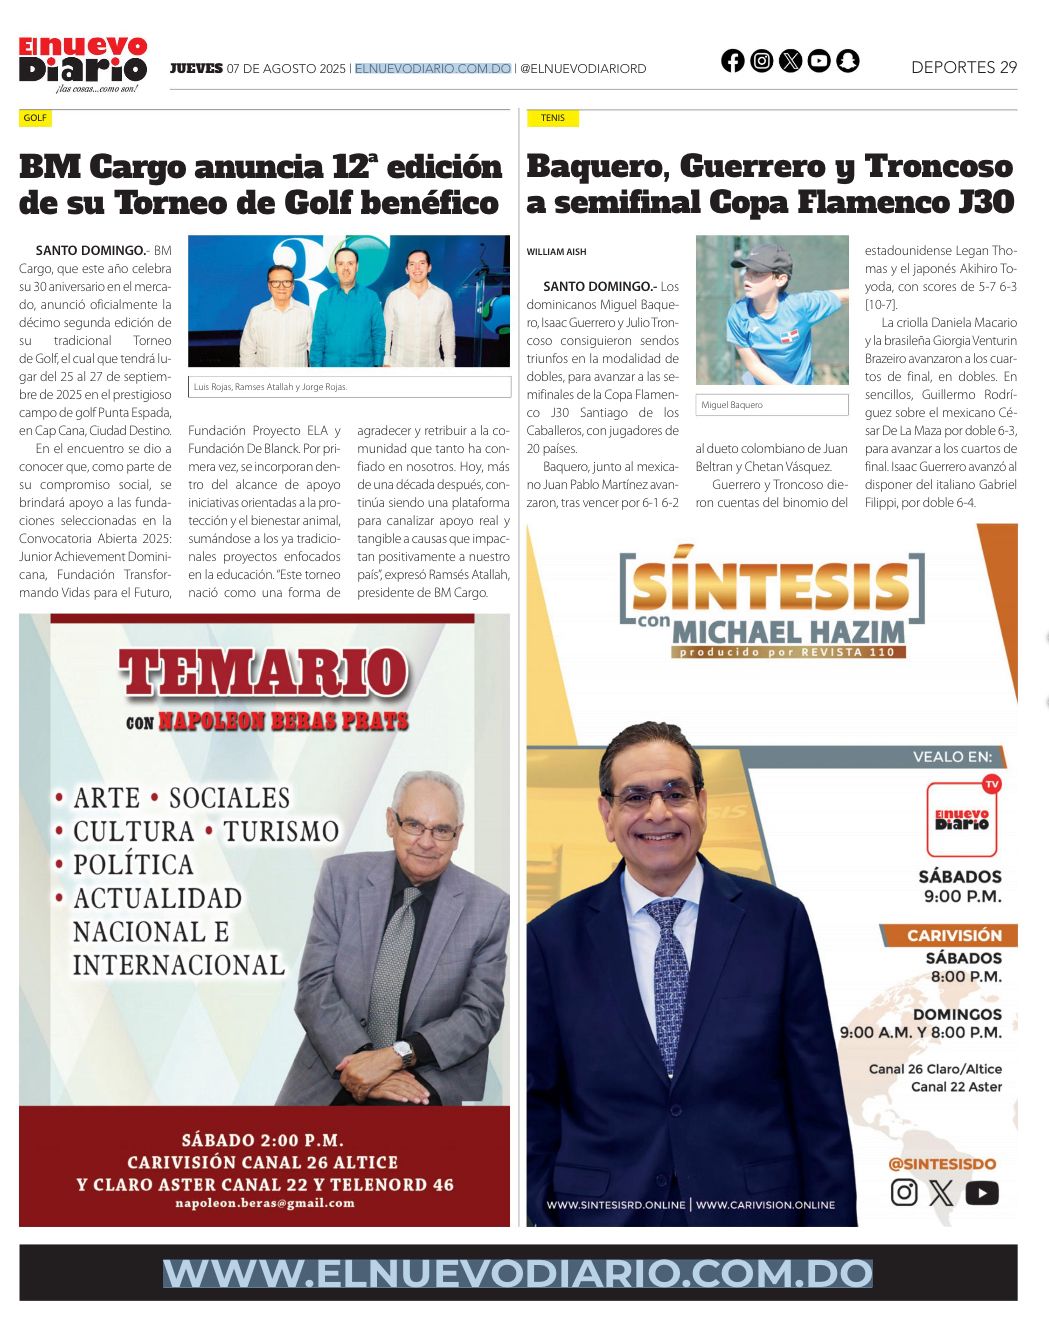 El nuevo
Diario
¡las cosas...como son!
JUEVES 07 DE AGOSTO 2025 | ELNUEVODIARIO.COM.DO | @ELNUEVODIARIORD
DEPORTES 29
GOLF
BM Cargo anuncia 12ª edición
de su Torneo de Golf benéfico
SANTO DOMINGO.- BM
Cargo, que este año celebra
su 30 aniversario en el merca-
do, anunció oficialmente la
décimo segunda edición de
su tradicional Torneo
de Golf, el cual que tendrá lu-
gar del 25 al 27 de septiem-
bre de 2025 en el prestigioso
campo de golf Punta Espada,
en Cap Cana, Ciudad Destino.
En el encuentro se dio a
conocer que, como parte de
su compromiso social, se
brindará apoyo a las funda-
ciones seleccionadas en la
Convocatoria Abierta 2025:
Junior Achievement Domini-
cana, Fundación Transfor-
mando Vidas para el Futuro,
3
Luis Rojas, Ramses Atallah y Jorge Rojas.
Fundación Proyecto ELA y
Fundación De Blanck. Por pri-
mera vez, se incorporan den-
tro del alcance de apoyo
iniciativas orientadas a la pro-
tección y el bienestar animal,
sumándose a los ya tradicio-
nales proyectos enfocados
en la educación. “Este torneo
nació como una forma de
agradecer y retribuir a la co-
munidad que tanto ha con-
fiado en nosotros. Hoy, más
de una década después, con-
tinúa siendo una plataforma
para canalizar apoyo real y
tangible a causas que impac-
tan positivamente a nuestro
país”, expresó Ramsés Atallah,
presidente de BM Cargo.
TENIS
Baquero, Guerrero y Troncoso
a semifinal Copa Flamenco J30
WILLIAM AISH
SANTO DOMINGO.- Los
dominicanos Miguel Baque-
ro, Isaac Guerrero y Julio Tron-
coso consiguieron sendos
triunfos en la modalidad de
dobles, para avanzar a las se-
mifinales de la Copa Flamen-
co J30 Santiago de los
Caballeros, con jugadores de
20 países.
Baquero, junto al mexica-
no Juan Pablo Martínez avan-
zaron, tras vencer por 6-1 6-2
Miguel Baquero
al dueto colombiano de Juan
Beltran y Chetan Vásquez.
Guerrero y Troncoso die-
ron cuentas del binomio del
estadounidense Legan Tho-
mas y el japonés Akihiro To-
yoda, con scores de 5-7 6-3
[10-7].
La criolla Daniela Macario
y la brasileña Giorgia Venturin
Brazeiro avanzaron a los cuar-
tos de final, en dobles. En
sencillos, Guillermo Rodrí-
guez sobre el mexicano Cé-
sar De La Maza por doble 6-3,
para avanzar a los cuartos de
final. Isaac Guerrero avanzó al
disponer del italiano Gabriel
Filippi, por doble 6-4.
TEMARIO
CON NAPOLEON BERAS PRATS
• ARTE • SOCIALES
• CULTURA • TURISMO
• POLÍTICA
• ACTUALIDAD
NACIONAL E
INTERNACIONAL
SÁBADO 2:00 P.M.
CARIVISIÓN CANAL 26 ALTICE
Y CLARO ASTER CANAL 22 Y TELENORD 46
napoleon.beras@gmail.com
SÍNTESIS
con
MICHAEL HAZIM
producido por REVISTA 110
VEALO EN:
TV
El nuevo
Diario
SÁBADOS
9:00 P.M.
CARIVISIÓN
SÁBADOS
8:00 P.M.
DOMINGOS
9:00 A.M. Y 8:00 P.M.
Canal 26 Claro/Altice
Canal 22 Aster
@SINTESISDO
WWW.SINTESISRD.ONLINE | WWW.CARIVISION.ONLINE
WWW.ELNUEVODIARIO.COM.DO